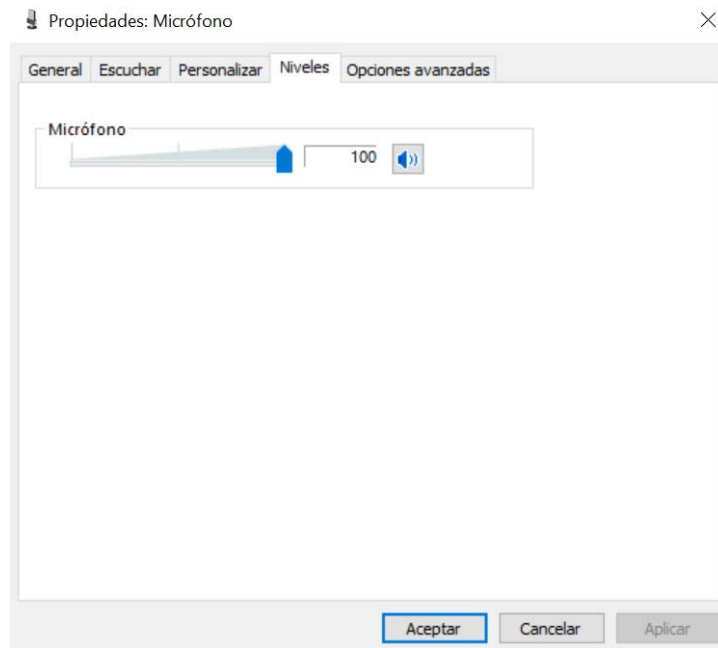 Propiedades: Micrófono
General Escuchar Personalizar Niveles Opciones avanzadas
Micrófono
100
Aceptar Cancelar Aplicar